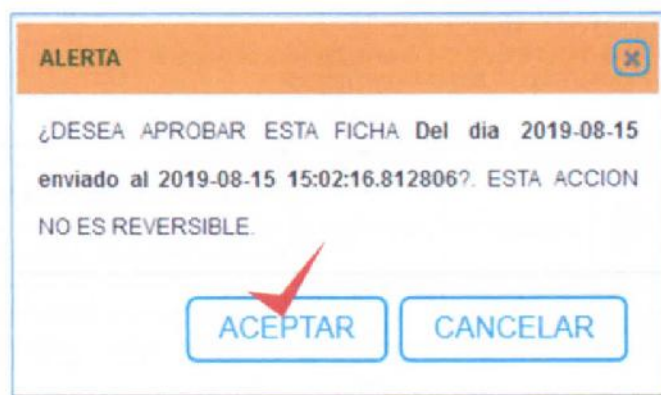 ALERTA
¿DESEA APROBAR ESTA FICHA Del dia 2019-08-15
enviado al 2019-08-15 15:02:16.812806?. ESTA ACCION
NO ES REVERSIBLE.
ACEPTAR CANCELAR